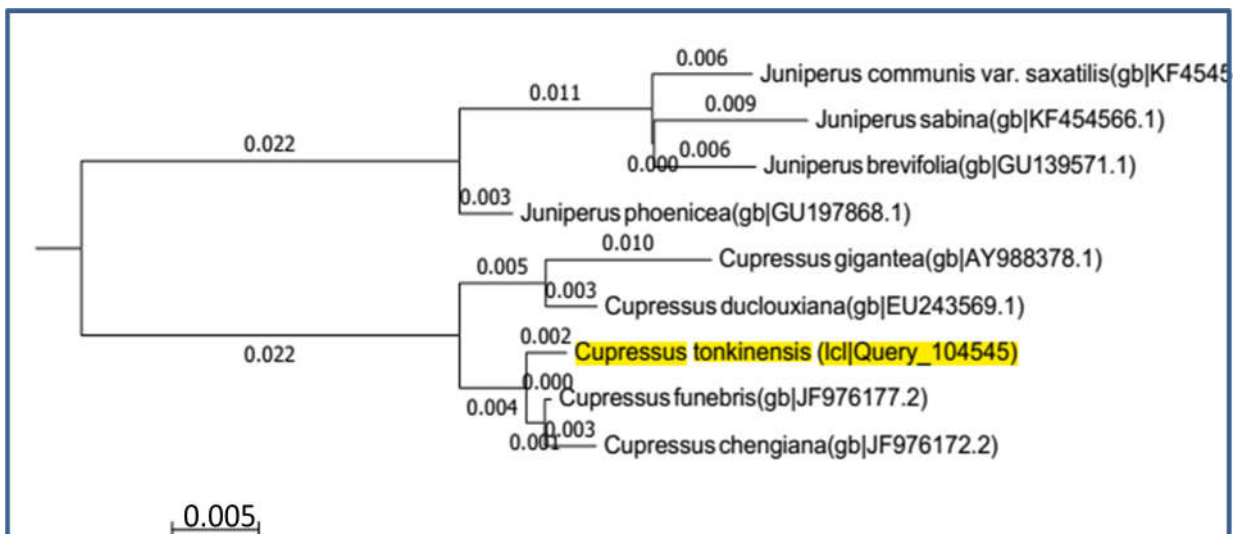 0.006
Juniperus communis var. saxatilis(gb|KF4545
0.011
0.009
Juniperus sabina(gb|KF454566.1)
0.022
0.006
0.000
Juniperus brevifolia(gb|GU139571.1)
0.003
Juniperus phoenicea(gb|GU197868.1)
0.010
Cupressus gigantea(gb|AY988378.1)
0.005
0.003
Cupressus duclouxiana(gb|EU243569.1)
0.002
Cupressus tonkinensis (lcl|Query_104545)
0.022
0.000
Cupressus funebris(gb|JF976177.2)
0.004
0.003
0.001
Cupressus chengiana(gb|JF976172.2)
0.005